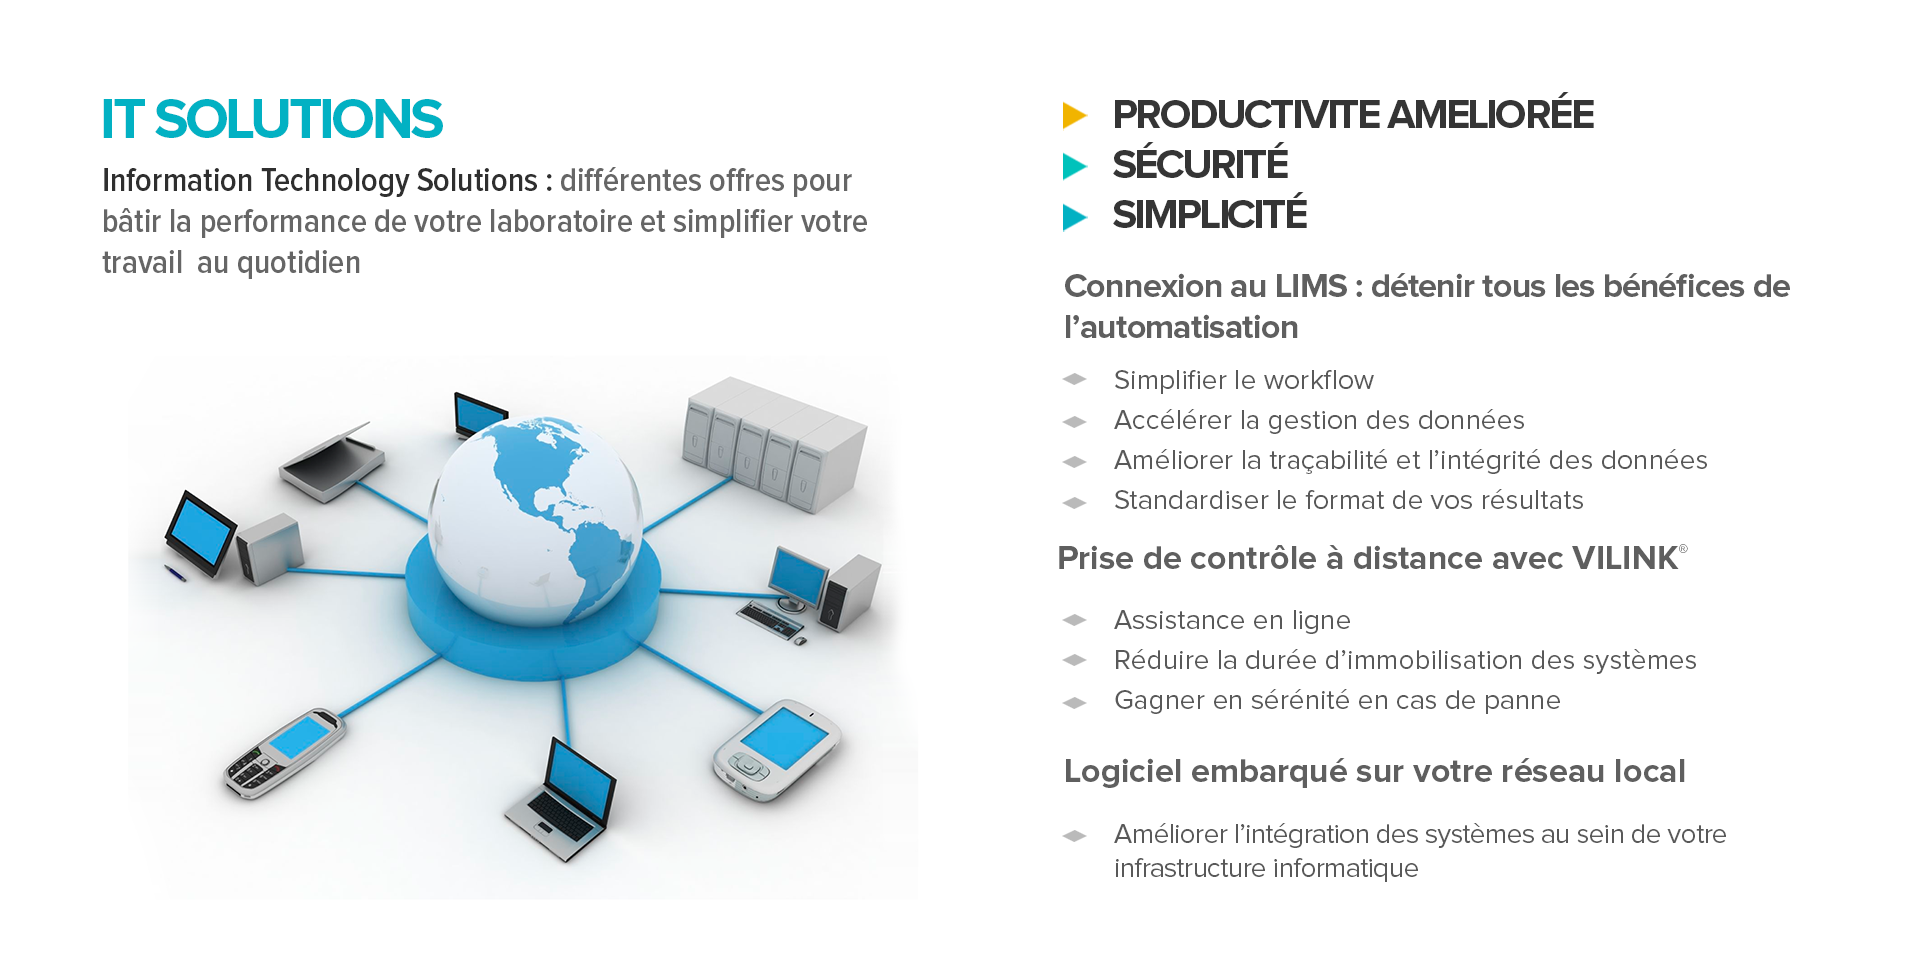 IT SOLUTIONS
Information Technology Solutions : différentes offres pour
bâtir la performance de votre laboratoire et simplifier votre
travail  au quotidien
PRODUCTIVITE AMELIORÉE
SÉCURITÉ
SIMPLICITÉ
Connexion au LIMS : détenir tous les bénéfices de
l’automatisation
Simplifier le workflow
Accélérer la gestion des données
Améliorer la traçabilité et l’intégrité des données
Standardiser le format de vos résultats
Prise de contrôle à distance avec VILINK®
Assistance en ligne
Réduire la durée d’immobilisation des systèmes
Gagner en sérénité en cas de panne
Logiciel embarqué sur votre réseau local
Améliorer l’intégration des systèmes au sein de votre
infrastructure informatique